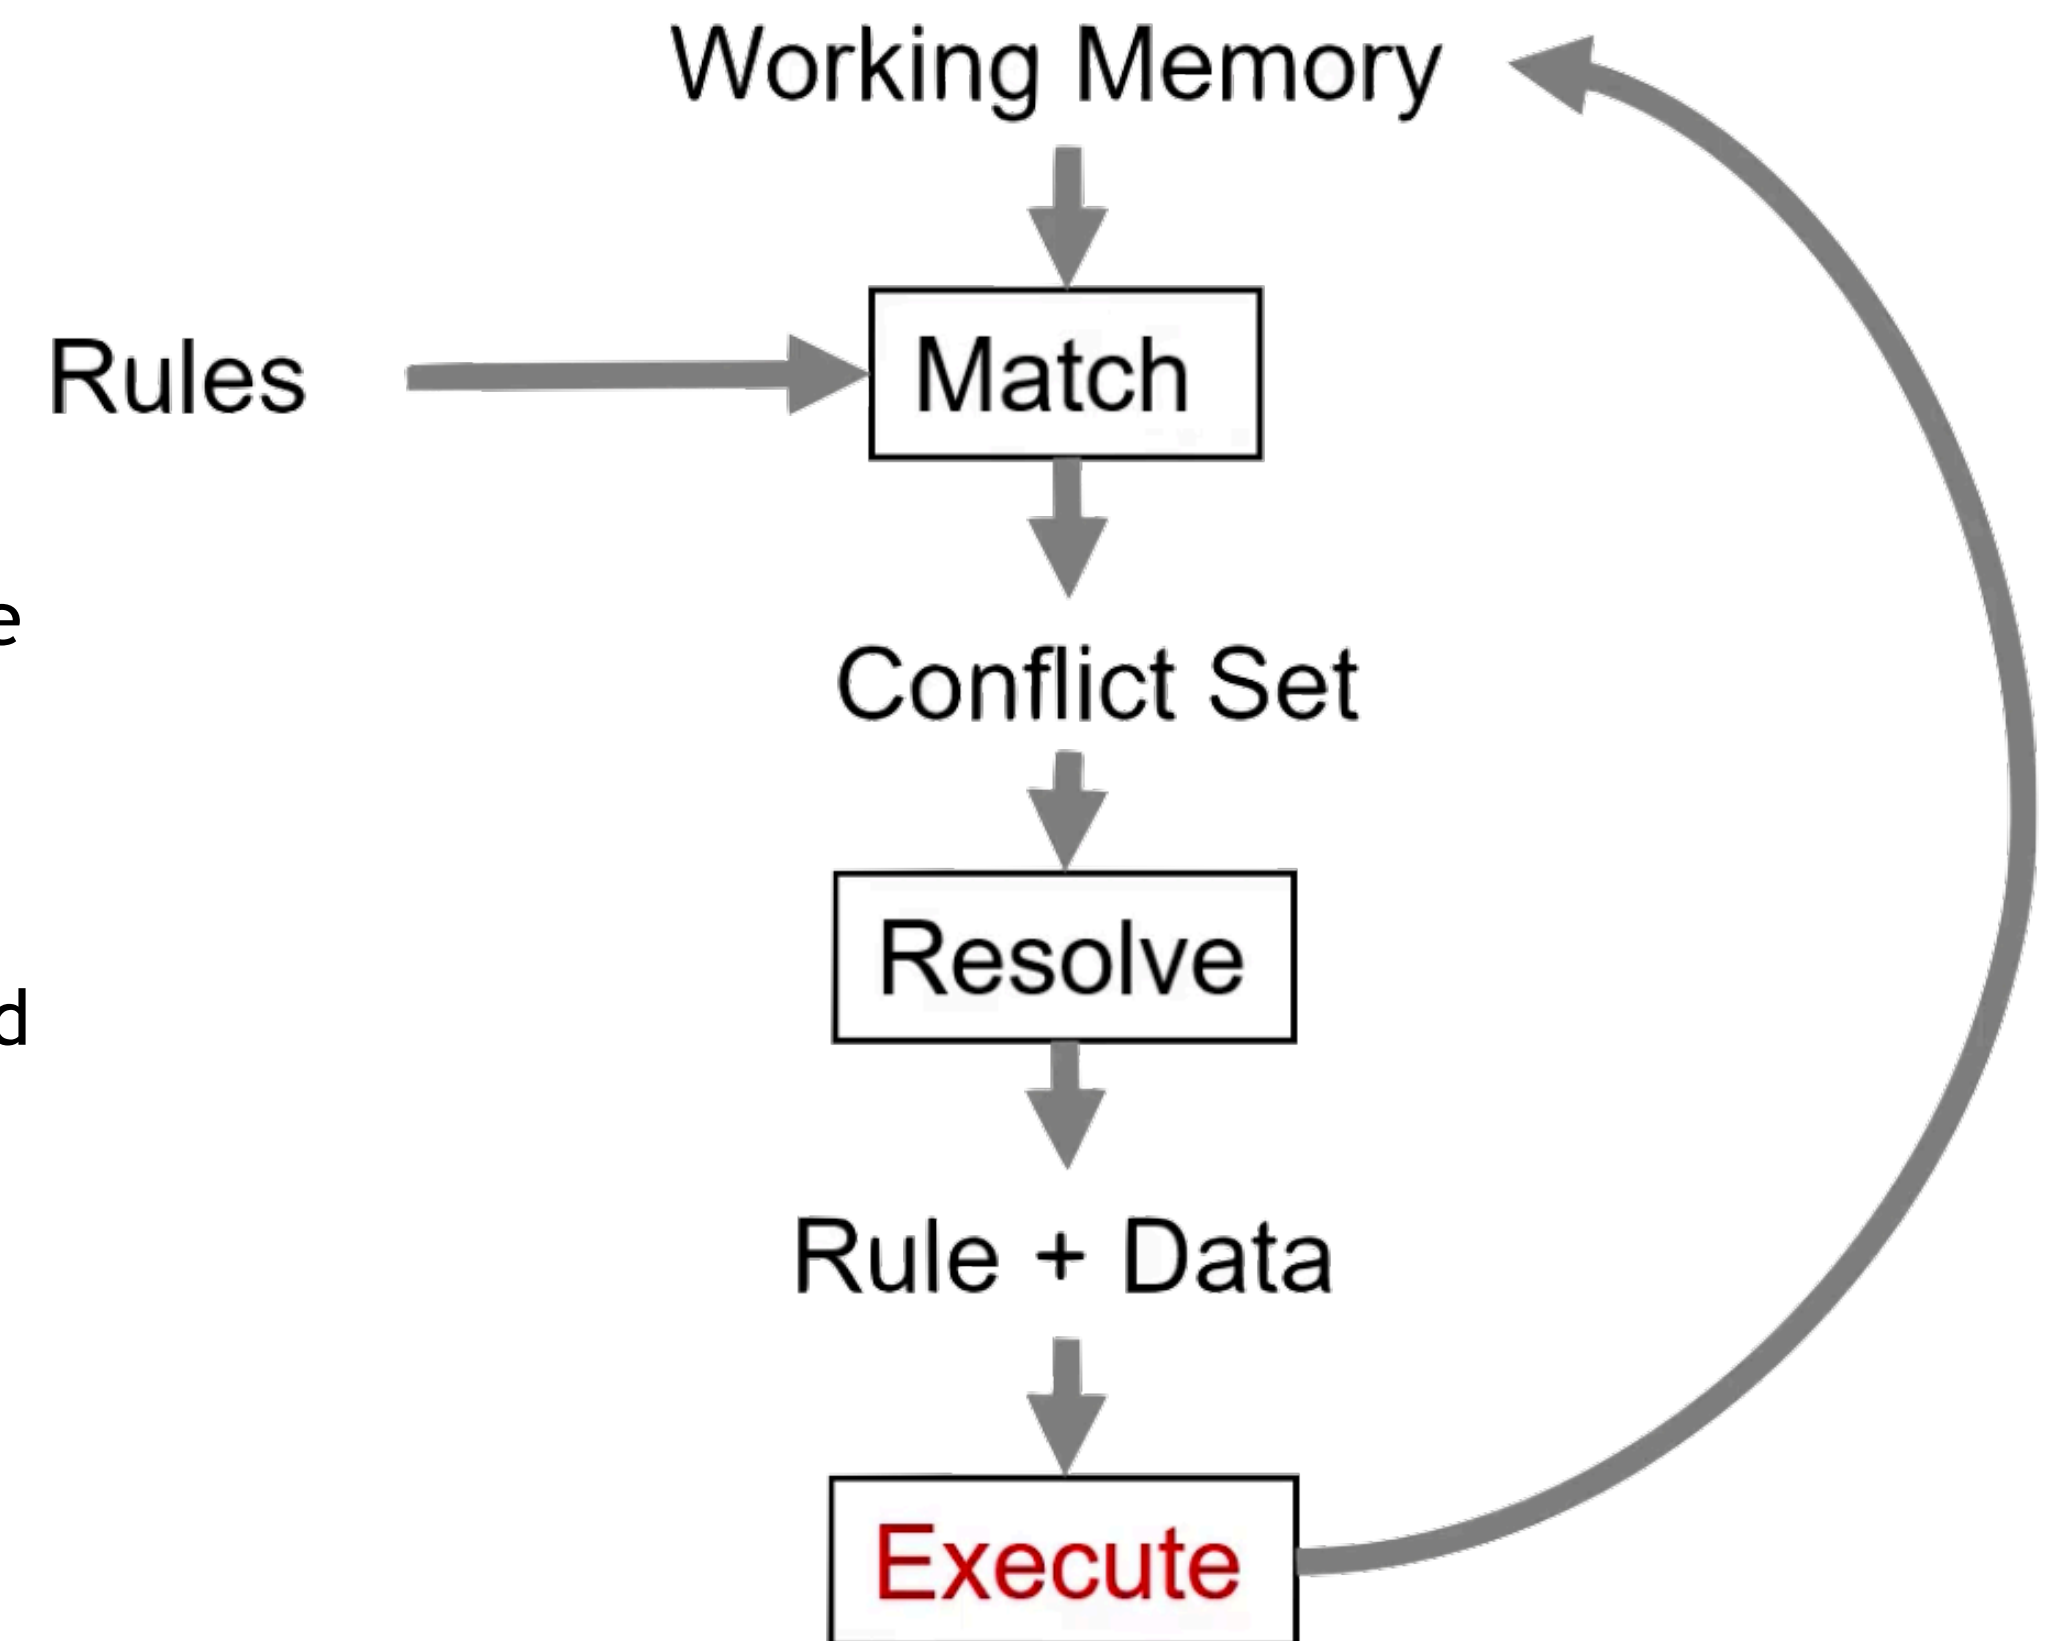 Working Memory
Rules
Match
e
Conflict Set
Resolve
d
Rule + Data
Execute